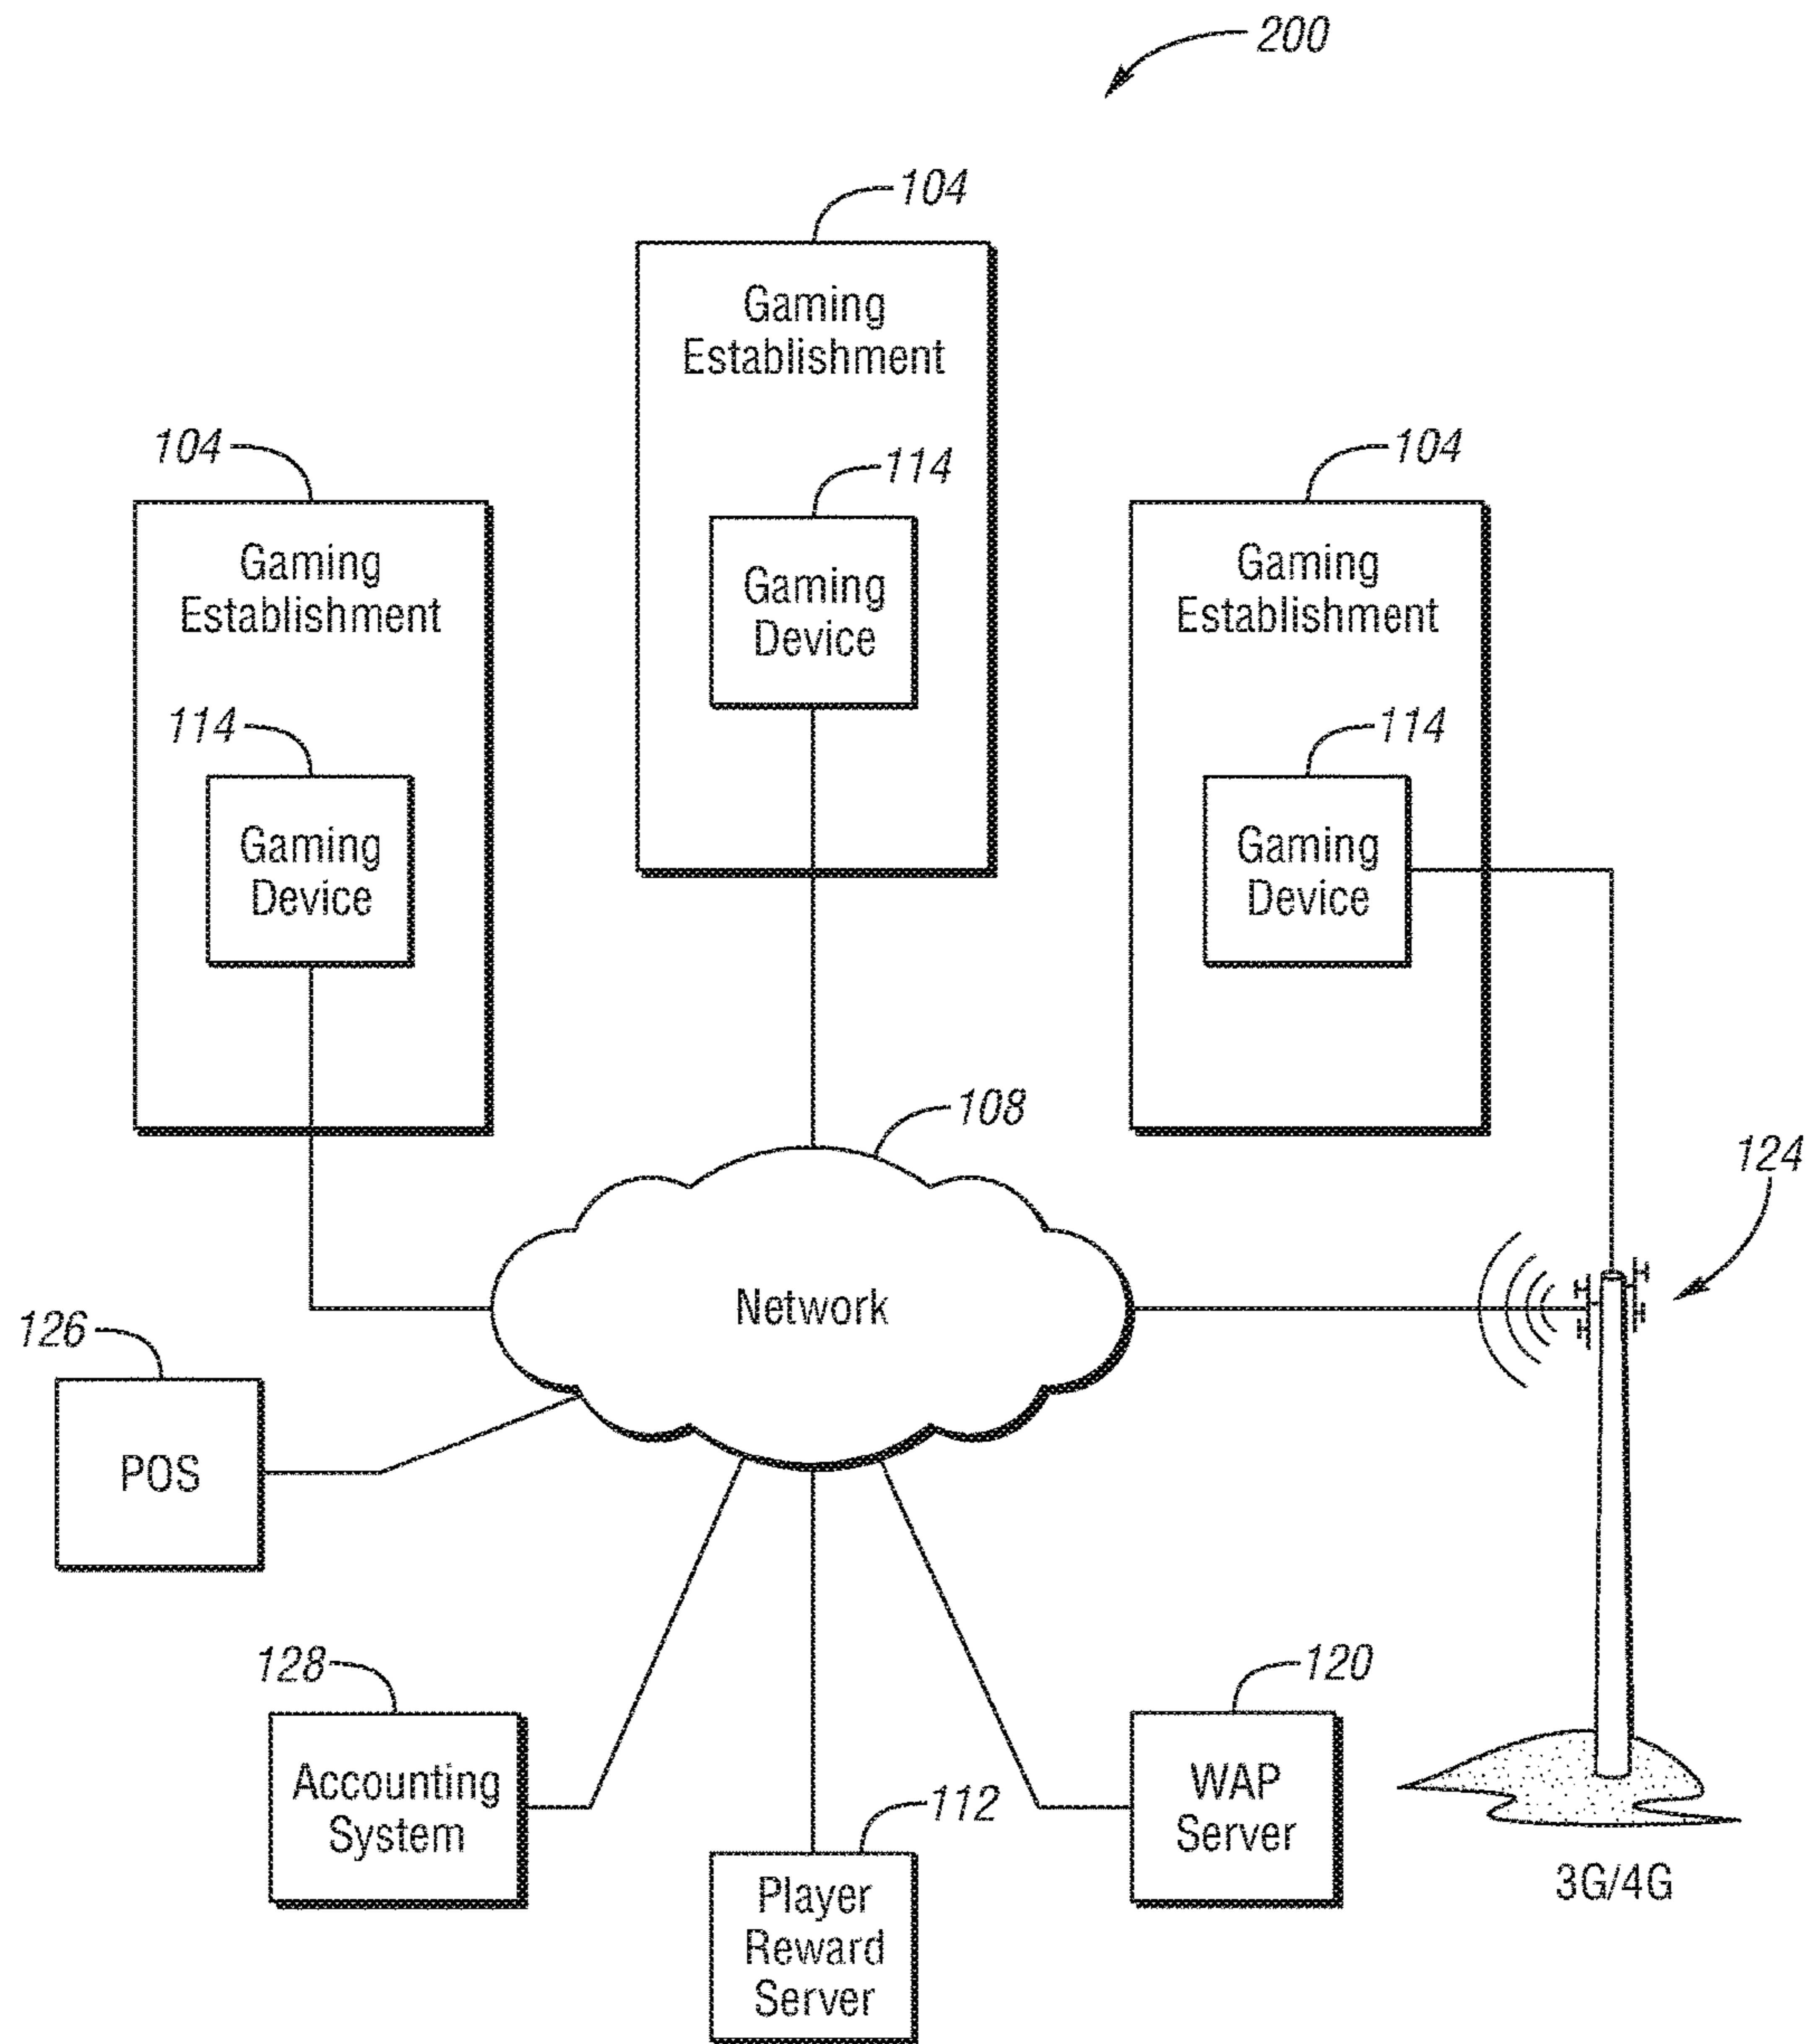 200
104
Gaming
Establishment
114
Gaming
Device
104
Gaming
Establishment
114
Gaming
Device
104
Gaming
Establishment
114
Gaming
Device
108
Network
124
126
POS
128
Accounting
System
112
Player
Reward
Server
120
WAP
Server
3G/4G